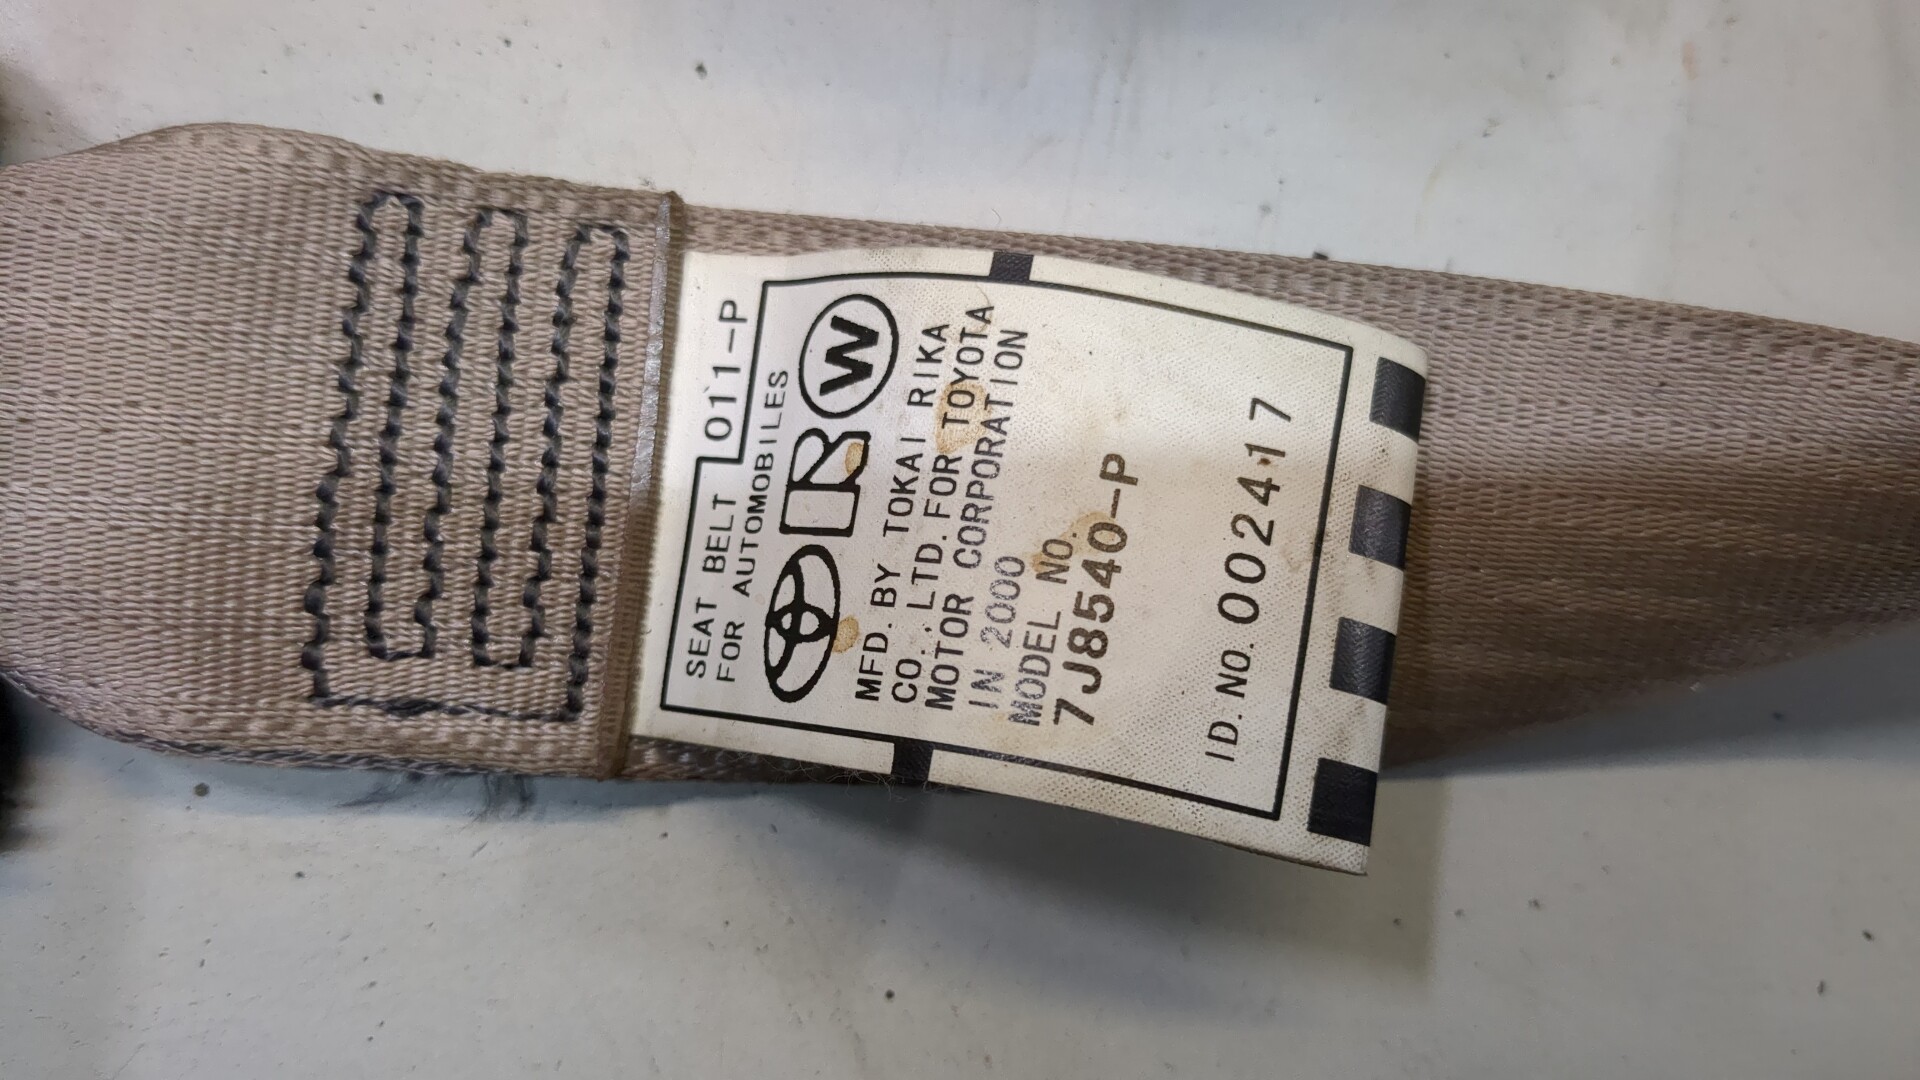 SEAT BELT 011-P
FOR AUTOMOBILES
R W
MFD. BY TOKAI RIKA
CO., LTD. FOR TOYOTA
MOTOR CORPORATION
IN 2000
MODEL NO.
7J8540-P
ID. NO. 002417